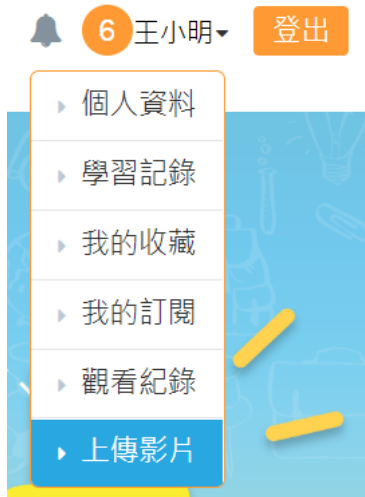 6 王小明 登出
個人資料
學習記錄
我的收藏
我的訂閱
觀看紀錄
上傳影片